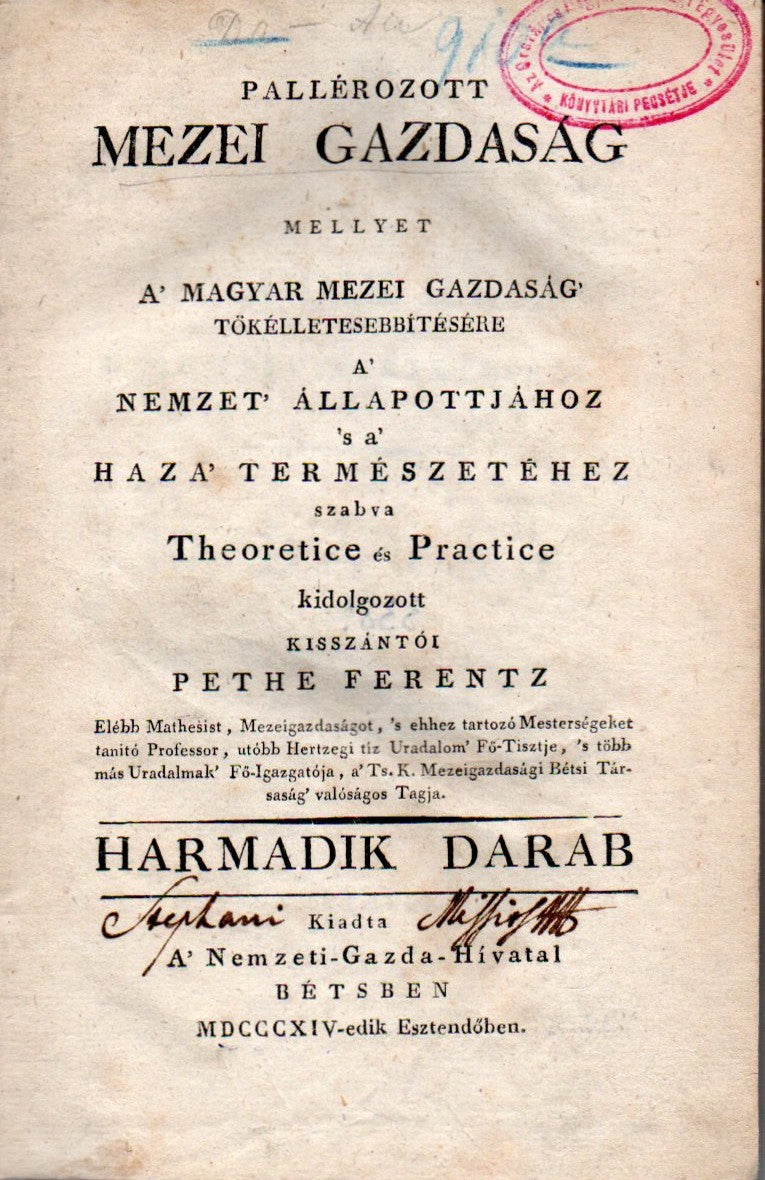 PALLÉROZOTT
MEZEI GAZDASÁG
MELLYET
A' MAGYAR MEZEI GAZDASÁG'
TÖKÉLLETESEBBÍTÉSÉRE
A'
NEMZET' ÁLLAPOTTJÁHOZ
's a'
HAZA' TERMÉSZETÉHEZ
szabva
Theoretice és Practice
kidolgozott
KISSZÁNTÓI
PETHE FERENTZ
Elébb Mathesist, Mezeigazdaságot, 's ehhez tartozó Mesterségeket
tanító Professor, utóbb Hertzegi tíz Uradalom' Fő-Tisztje, 's több
más Uradalmak' Fő-Igazgatója, a' Ts. K. Mezeigazdasági Bétsi Tár-
saság' valóságos Tagja.
HARMADIK DARAB
Stephani Kiadta
A' Nemzeti-Gazda-Hívatal
BÉTSBEN
MDCCCXIV-edik Esztendőben.
* KÖNYVTÁRI PECSÉTJE *